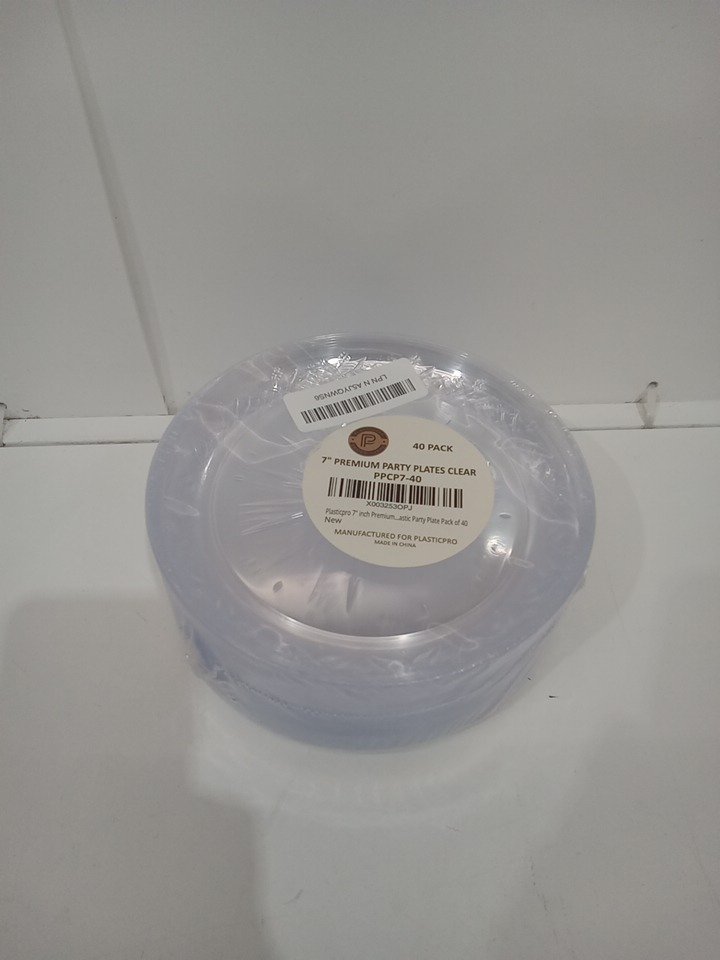 LPN N ASJYQWNS6
40 PACK
7" PREMIUM PARTY PLATES CLEAR
PPCP7-40
X003253OPJ
Plasticpro 7" inch Premium...astic Party Plate Pack of 40
New
MANUFACTURED FOR PLASTICPRO
MADE IN CHINA